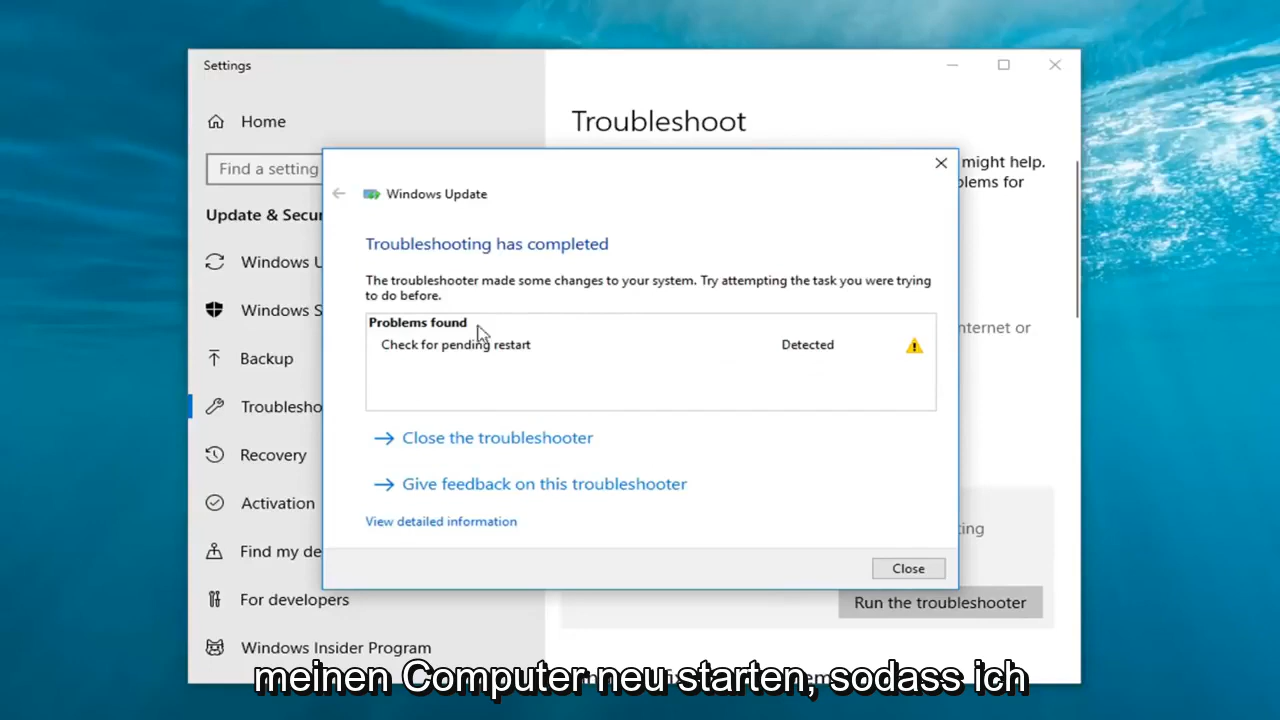 Settings
Home
Find a setting
Update & Secur
Windows U
Windows S
Backup
Troublesho
Recovery
Activation
Find my de
For developers
Windows Insider Program
Troubleshoot
might help.
blems for
nternet or
ting
Run the troubleshooter
Windows Update
Troubleshooting has completed
The troubleshooter made some changes to your system. Try attempting the task you were trying
to do before.
Problems found
Check for pending restart Detected
Close the troubleshooter
Give feedback on this troubleshooter
View detailed information
Close
meinen Computer neu starten, sodass ich